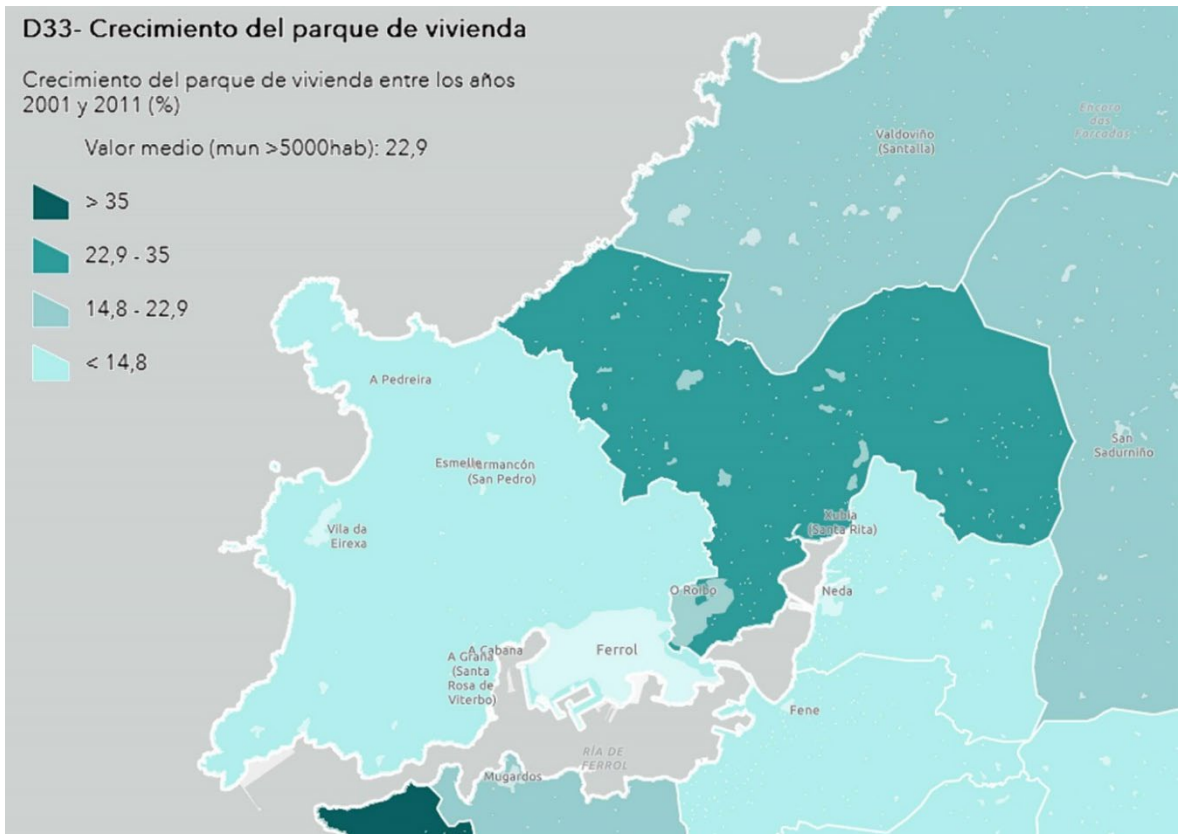 D33- Crecimiento del parque de vivienda
Crecimiento del parque de vivienda entre los años
2001 y 2011 (%)
Valor medio (mun >5000hab): 22,9
> 35
22,9 - 35
14,8 - 22,9
< 14,8
Encora
das
Forcadas
Valdoviño
(Santalla)
A Pedreira
San
Sadurniño
Esmelle
(San Pedro)
Vila da
Eirexa
Xubia
(Santa Rita)
O Roibo
Neda
A Cabana
Ferrol
A Graña
(Santa
Rosa de
Viterbo)
Fene
RÍA DE
FERROL
Mugardos